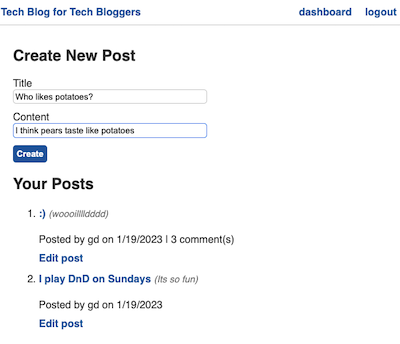 Tech Blog for Tech Bloggers dashboard logout
Create New Post
Title
Who likes potatoes?
Content
I think pears taste like potatoes
Create
Your Posts
1. :) (woooilllldddd)
Posted by gd on 1/19/2023 | 3 comment(s)
Edit post
2. I play DnD on Sundays (Its so fun)
Posted by gd on 1/19/2023
Edit post